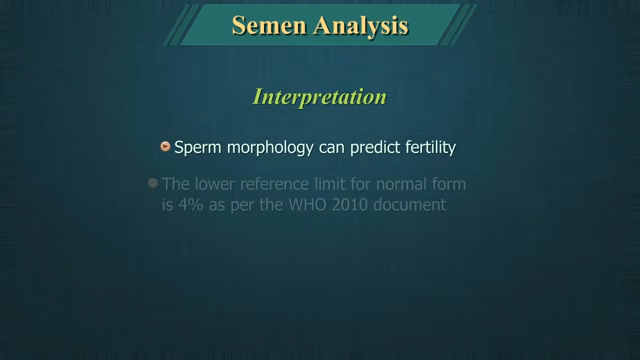 Semen Analysis
Interpretation
Sperm morphology can predict fertility
The lower reference limit for normal form
is 4% as per the WHO 2010 document